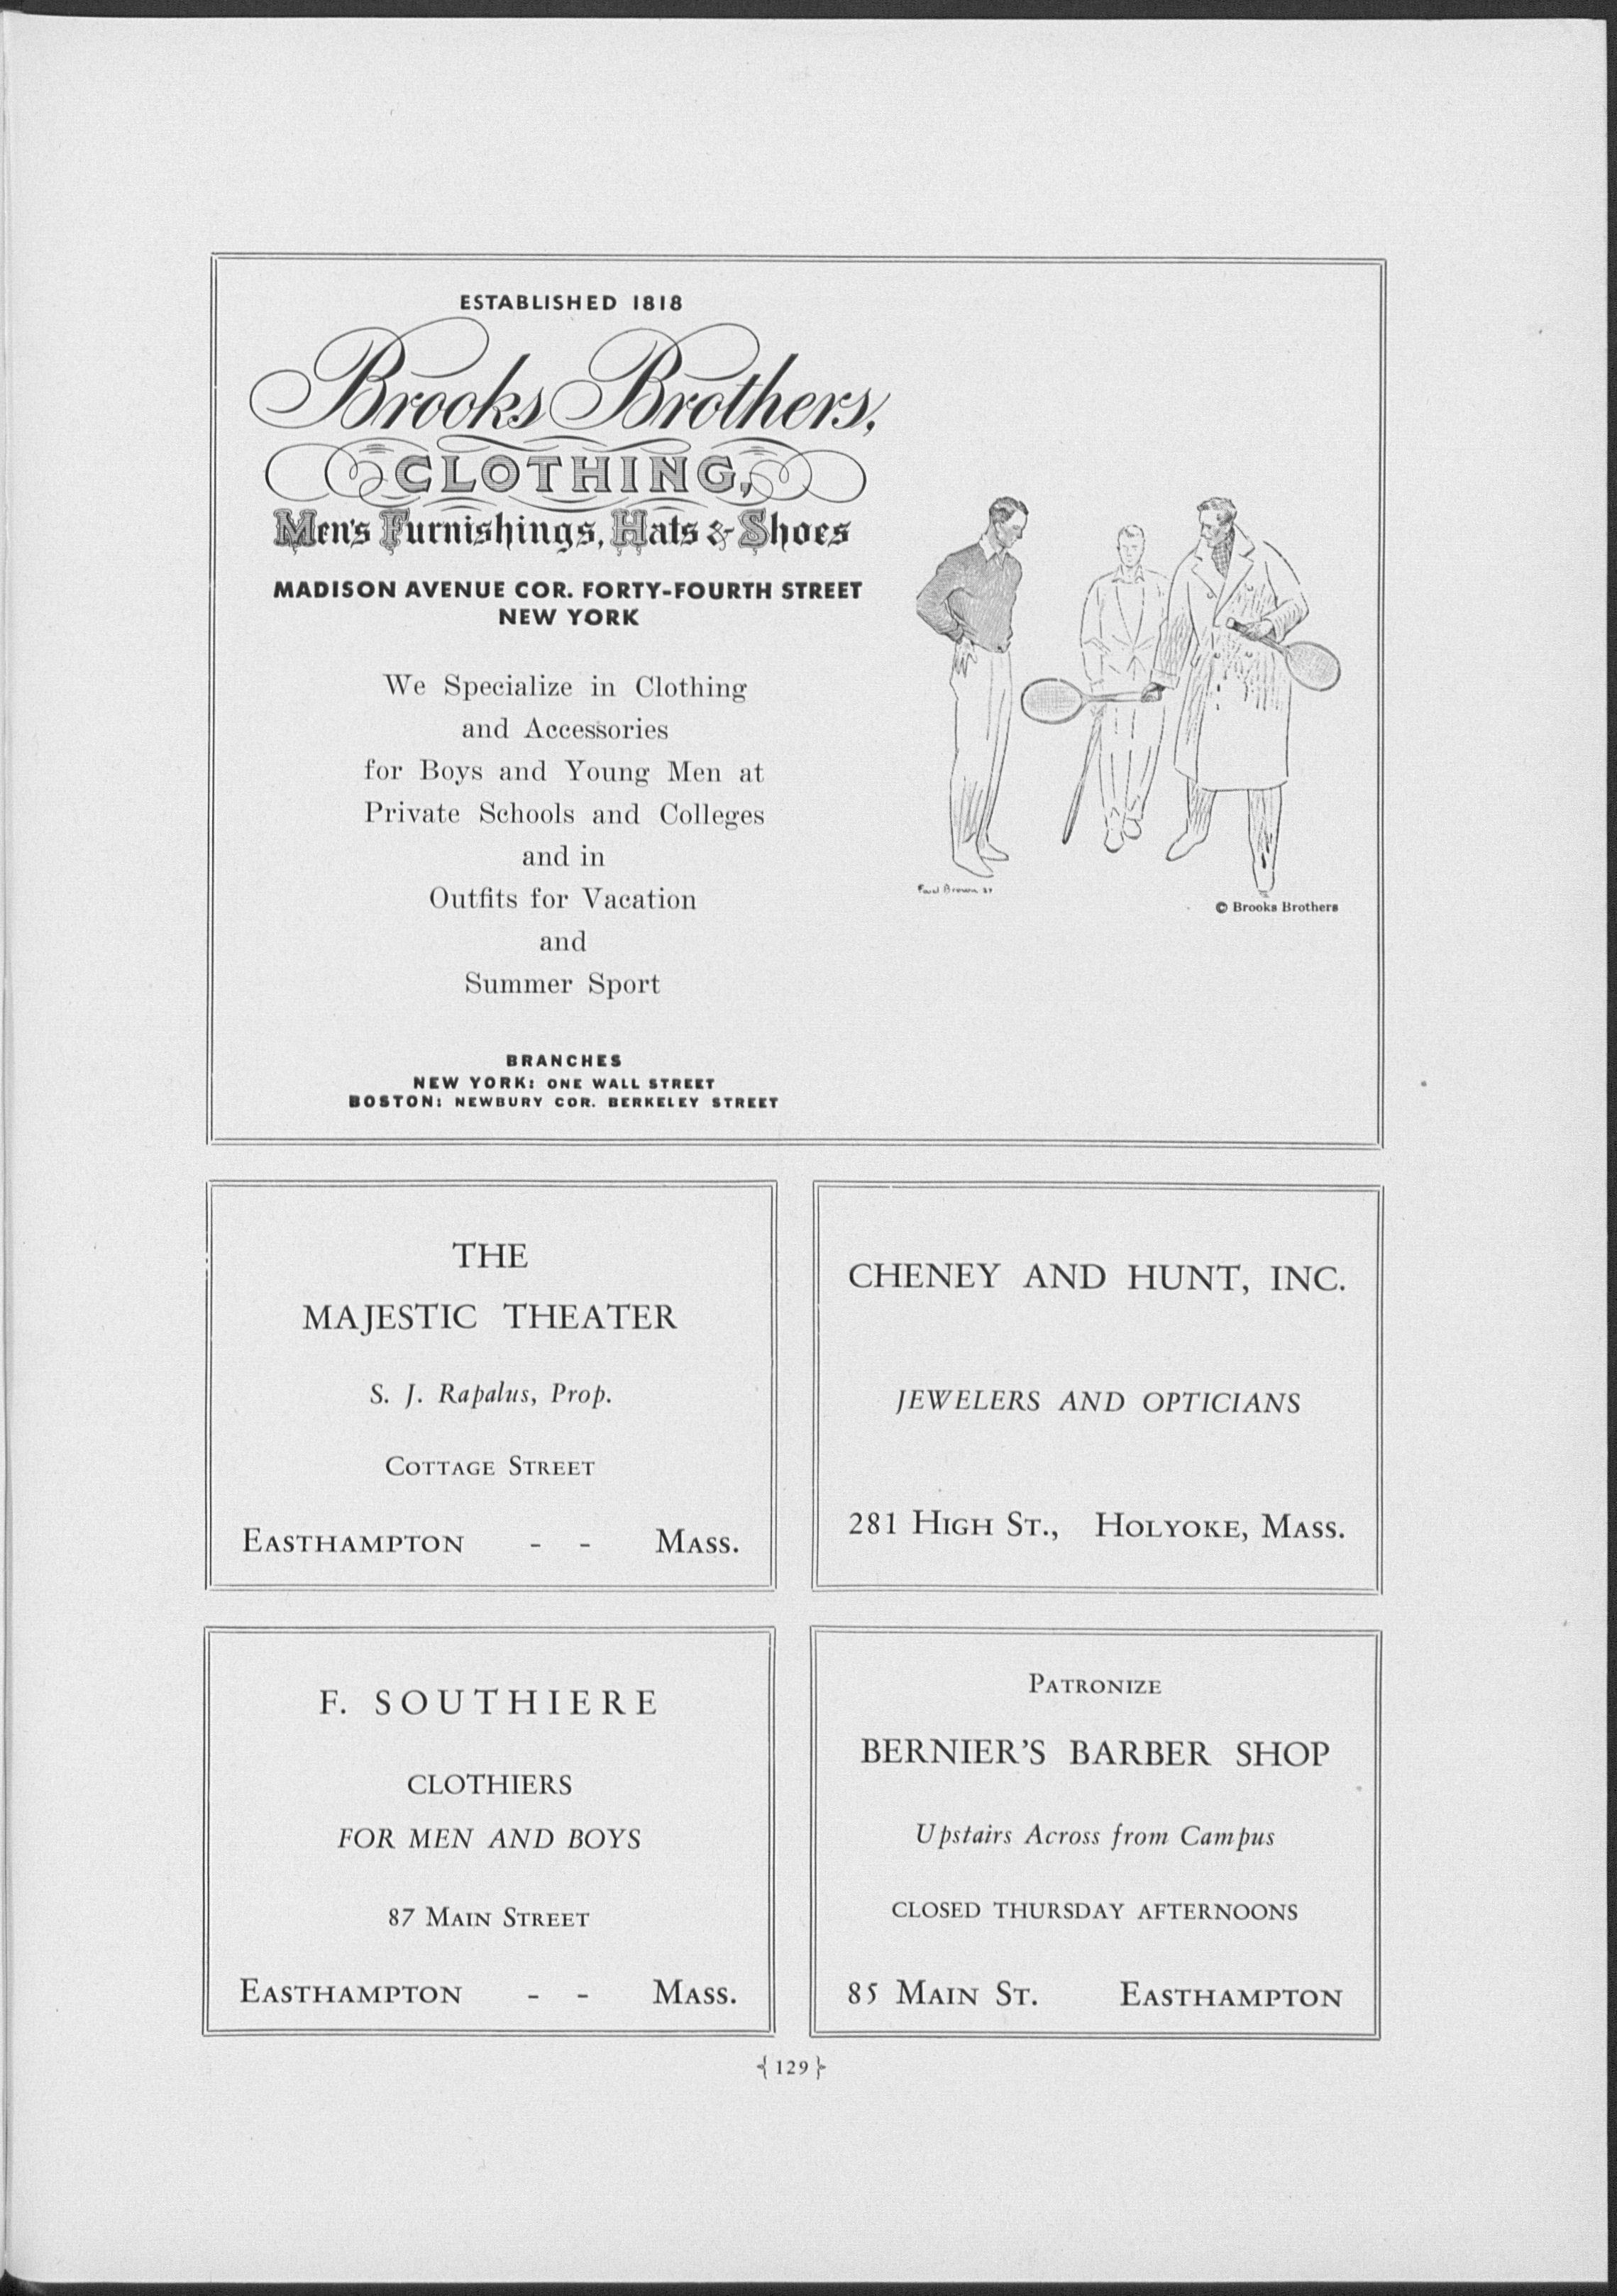 ESTABLISHED 1818
Brooks Brothers,
CLOTHING,
Men's Furnishings, Hats & Shoes
MADISON AVENUE COR. FORTY-FOURTH STREET
NEW YORK
We Specialize in Clothing
and Accessories
for Boys and Young Men at
Private Schools and Colleges
and in
Outfits for Vacation
and
Summer Sport
Paul Brown 37
© Brooks Brothers
BRANCHES
NEW YORK: ONE WALL STREET
BOSTON: NEWBURY COR. BERKELEY STREET
THE
MAJESTIC THEATER
S. J. Rapalus, Prop.
COTTAGE STREET
EASTHAMPTON - - MASS.
CHENEY AND HUNT, INC.
JEWELERS AND OPTICIANS
281 HIGH ST., HOLYOKE, MASS.
F. SOUTHIERE
CLOTHIERS
FOR MEN AND BOYS
87 MAIN STREET
EASTHAMPTON - - MASS.
PATRONIZE
BERNIER'S BARBER SHOP
Upstairs Across from Campus
CLOSED THURSDAY AFTERNOONS
85 MAIN ST. EASTHAMPTON
{129}